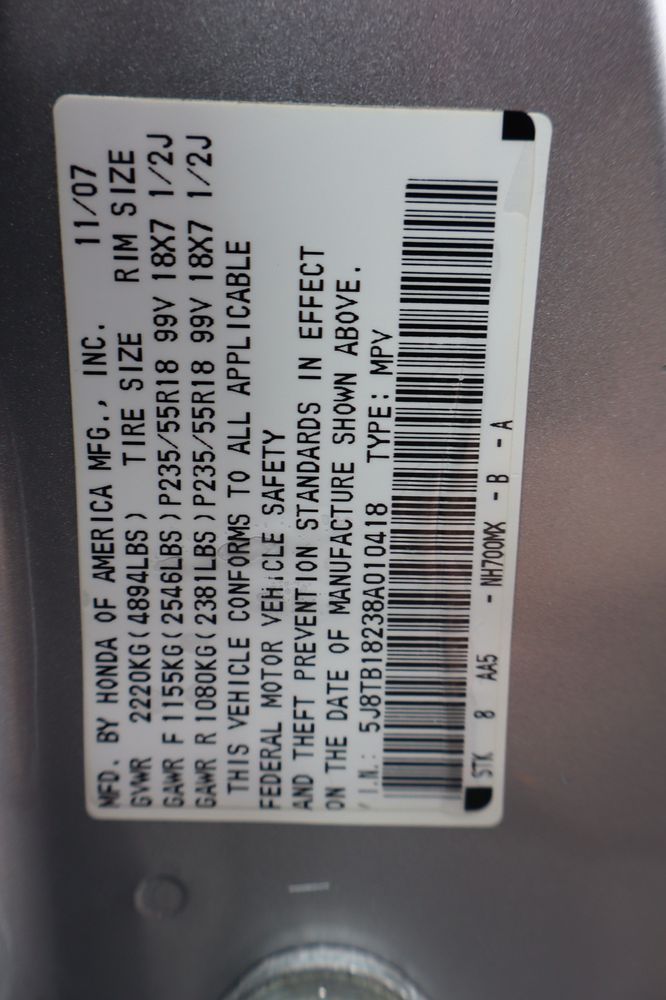 MFD. BY HONDA OF AMERICA MFG., INC. 11/07
GVWR 2220KG(4894LBS) TIRE SIZE RIM SIZE
GAWR F 1155KG(2546LBS)P235/55R18 99V 18X7 1/2J
GAWR R 1080KG(2381LBS)P235/55R18 99V 18X7 1/2J
THIS VEHICLE CONFORMS TO ALL APPLICABLE
FEDERAL MOTOR VEHICLE SAFETY
AND THEFT PREVENTION STANDARDS IN EFFECT
ON THE DATE OF MANUFACTURE SHOWN ABOVE.
V.I.N.: 5J8TB18238A010418 TYPE: MPV
STK 8 AA5 - NH700MX - B - A